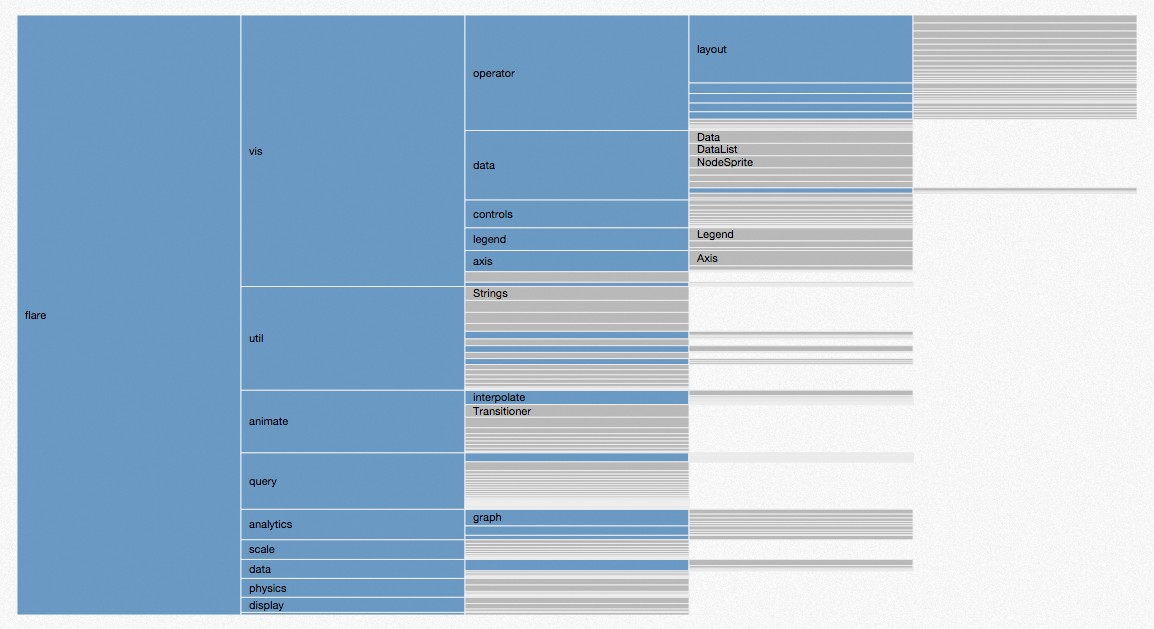 flare
vis
operator
layout
data
Data
DataList
NodeSprite
controls
legend
Legend
axis
Axis
util
Strings
animate
interpolate
Transitioner
query
analytics
graph
scale
data
physics
display